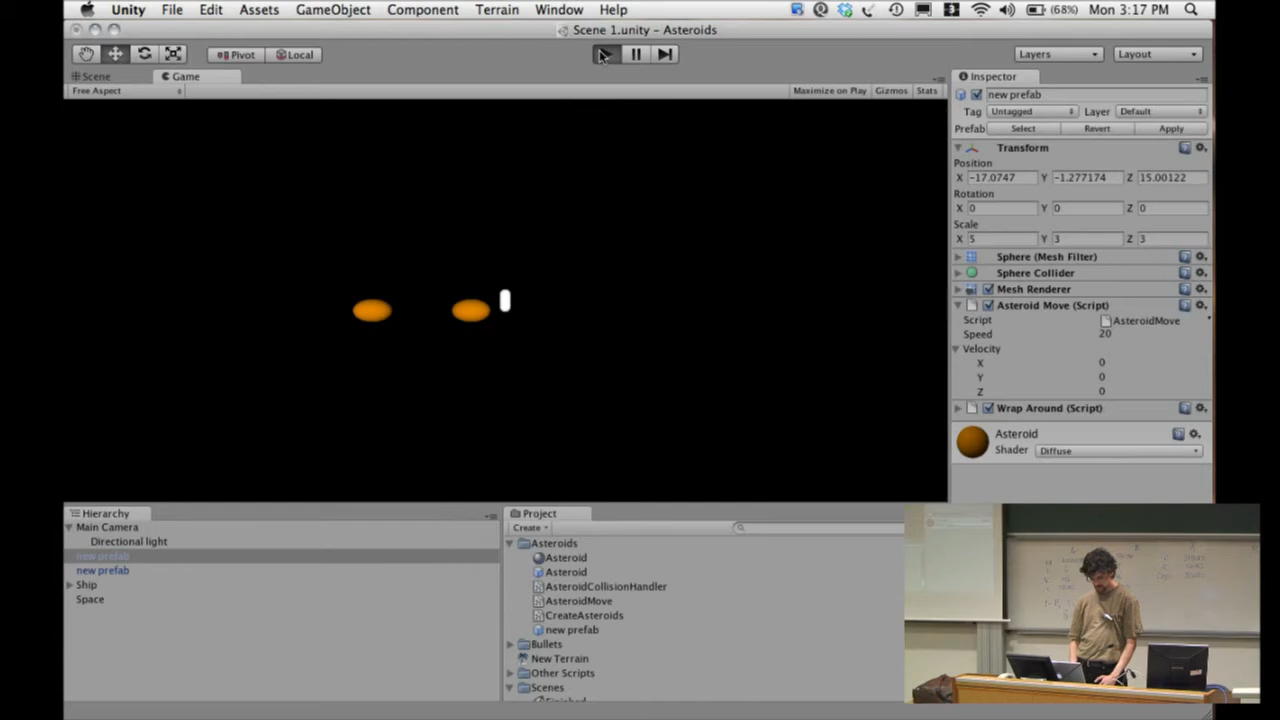 Unity File Edit Assets GameObject Component Terrain Window Help (68%) Mon 3:17 PM
Scene 1.unity – Asteroids
Pivot Local Layers Layout
Scene Game
Free Aspect Maximize on Play Gizmos Stats
Inspector
new prefab
Tag Untagged Layer Default
Prefab Select Revert Apply
Transform
Position
X -17.0747 Y -1.277174 Z 15.00122
Rotation
X 0 Y 0 Z 0
Scale
X 5 Y 3 Z 3
Sphere (Mesh Filter)
Sphere Collider
Mesh Renderer
Asteroid Move (Script)
Script AsteroidMove
Speed 20
Velocity
X 0
Y 0
Z 0
Wrap Around (Script)
Asteroid
Shader Diffuse
Hierarchy
Main Camera
Directional light
new prefab
new prefab
Ship
Space
Project
Create
Asteroids
Asteroid
Asteroid
AsteroidCollisionHandler
AsteroidMove
CreateAsteroids
new prefab
Bullets
New Terrain
Other Scripts
Scenes
Finished